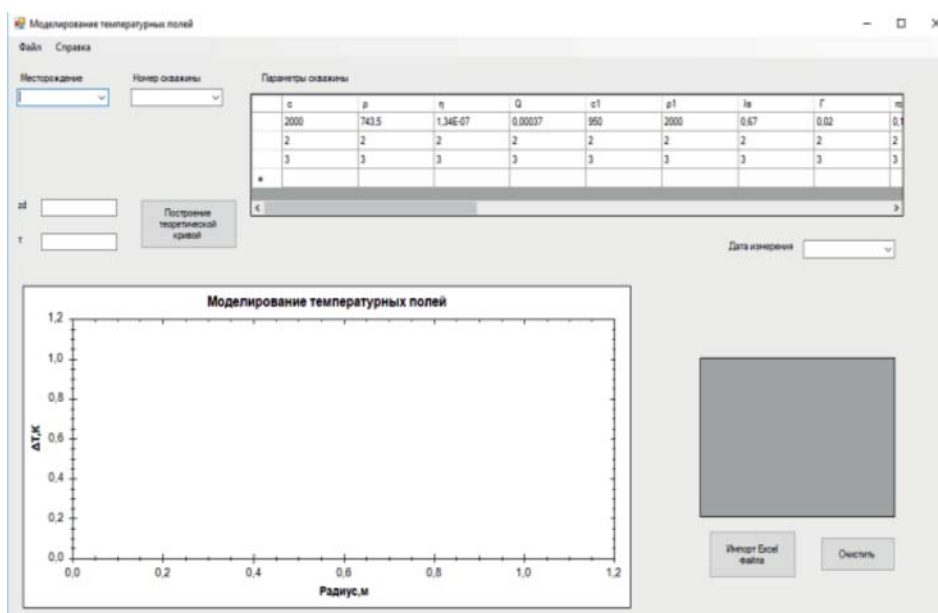 Моделирование температурных полей
Файл Справка
Месторождение Номер скважины Параметры скважины
c ρ η Q c1 ρ1 λв Г m
2000 743,5 1,34E-07 0,00037 950 2000 0,67 0,02 0,1
2 2 2 2 2 2 2 2 2
3 3 3 3 3 3 3 3 3
zd
Построение
теоретической
кривой
τ
Дата измерения
Моделирование температурных полей
1,2
1,0
0,8
0,6
0,4
0,2
0,0
ΔT,K
0,0 0,2 0,4 0,6 0,8 1,0 1,2
Радиус,м
Импорт Excel
файла
Очистить